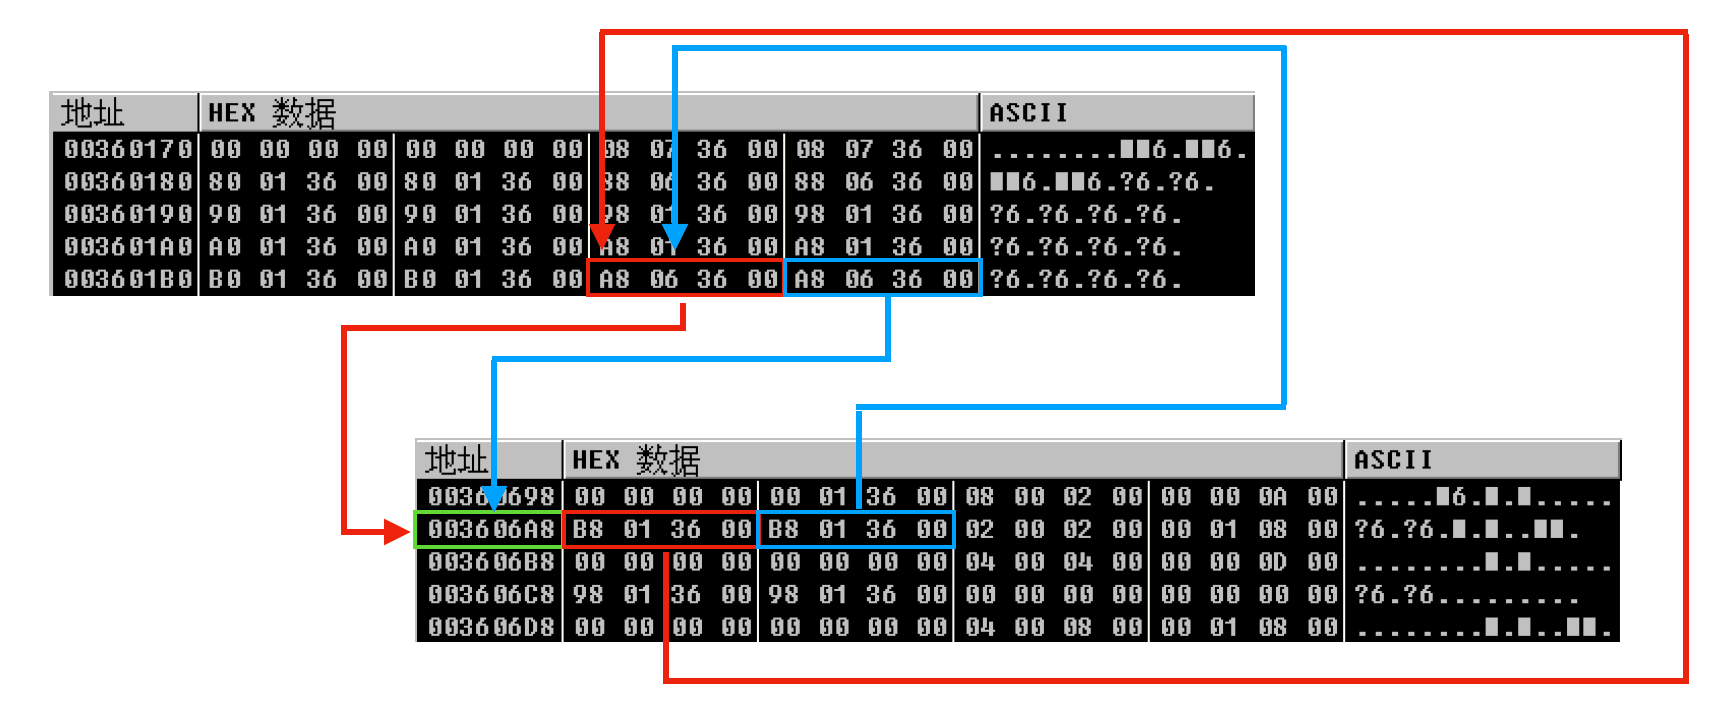 地址 HEX 数据 ASCII
00360170 00 00 00 00 00 00 00 00 08 07 36 00 08 07 36 00 ........■■6.■■6.
00360180 80 01 36 00 80 01 36 00 88 06 36 00 88 06 36 00 ■■6.■■6.?6.?6.
00360190 90 01 36 00 90 01 36 00 98 01 36 00 98 01 36 00 ?6.?6.?6.?6.
003601A0 A0 01 36 00 A0 01 36 00 A8 01 36 00 A8 01 36 00 ?6.?6.?6.?6.
003601B0 B0 01 36 00 B0 01 36 00 A8 06 36 00 A8 06 36 00 ?6.?6.?6.?6.
地址 HEX 数据 ASCII
00360698 00 00 00 00 00 01 36 00 08 00 02 00 00 00 0A 00 .....■6.■.■.....
003606A8 B8 01 36 00 B8 01 36 00 02 00 02 00 00 01 08 00 ?6.?6.■.■..■■.
003606B8 00 00 00 00 00 00 00 00 04 00 04 00 00 00 0D 00 ........■.■.....
003606C8 98 01 36 00 98 01 36 00 00 00 00 00 00 00 00 00 ?6.?6.........
003606D8 00 00 00 00 00 00 00 00 04 00 08 00 00 01 08 00 ........■.■..■■.